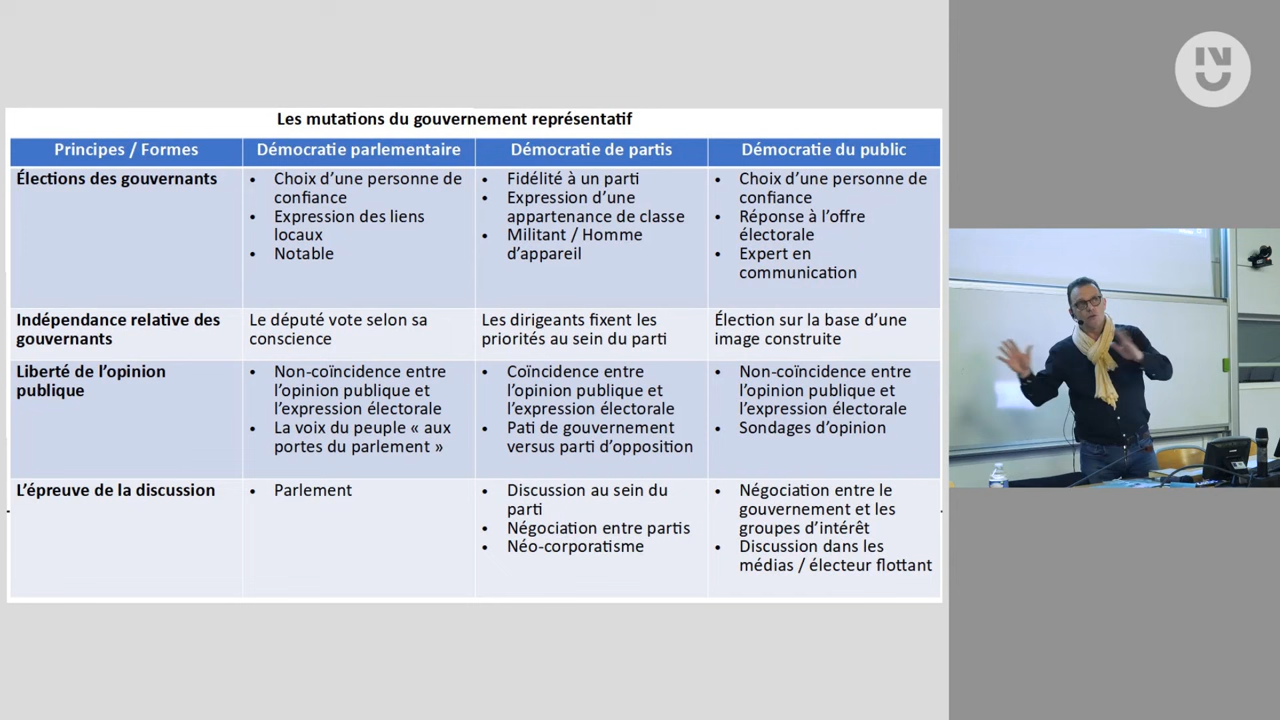 Les mutations du gouvernement représentatif
Principes / Formes
Démocratie parlementaire
Démocratie de partis
Démocratie du public
Élections des gouvernants
• Choix d’une personne de
confiance
• Expression des liens
locaux
• Notable
• Fidélité à un parti
• Expression d’une
appartenance de classe
• Militant / Homme
d’appareil
• Choix d’une personne de
confiance
• Réponse à l’offre
électorale
• Expert en
communication
Indépendance relative des
gouvernants
Le député vote selon sa
conscience
Les dirigeants fixent les
priorités au sein du parti
Élection sur la base d’une
image construite
Liberté de l’opinion
publique
• Non-coïncidence entre
l’opinion publique et
l’expression électorale
• La voix du peuple « aux
portes du parlement »
• Coïncidence entre
l’opinion publique et
l’expression électorale
• Pati de gouvernement
versus parti d’opposition
• Non-coïncidence entre
l’opinion publique et
l’expression électorale
• Sondages d’opinion
L’épreuve de la discussion
• Parlement
• Discussion au sein du
parti
• Négociation entre partis
• Néo-corporatisme
• Négociation entre le
gouvernement et les
groupes d’intérêt
• Discussion dans les
médias / électeur flottant